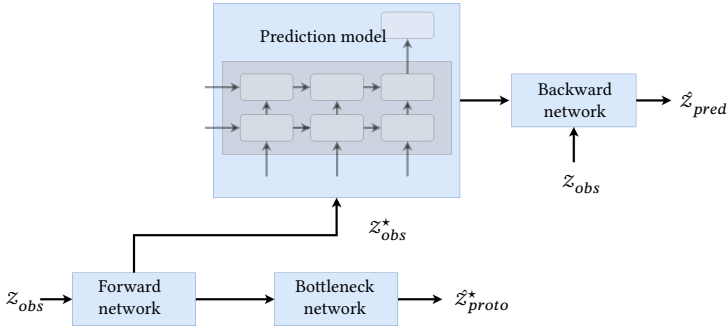 Prediction model
Backward
network
ẑ_pred
z_obs
z*_obs
z_obs
Forward
network
Bottleneck
network
ẑ*_proto